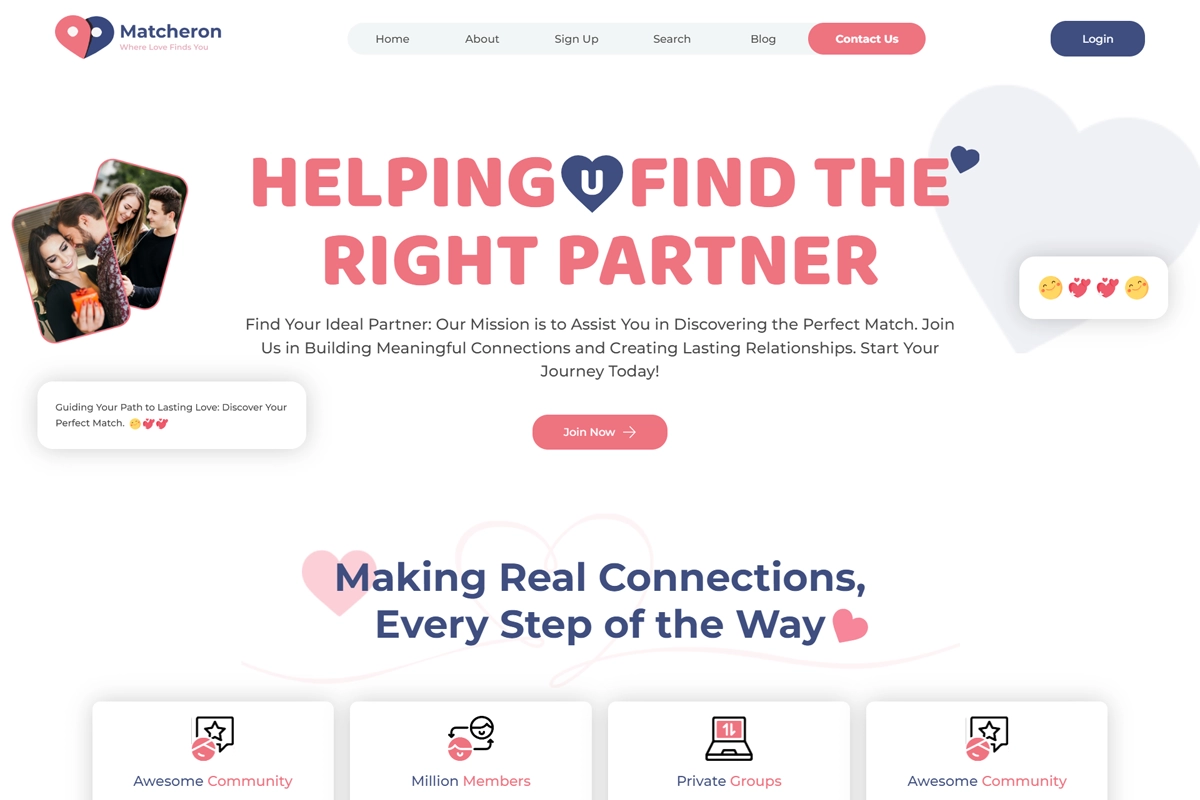 Matcheron
Where Love Finds You
Home
About
Sign Up
Search
Blog
Contact Us
Login
HELPING U FIND THE
RIGHT PARTNER
Find Your Ideal Partner: Our Mission is to Assist You in Discovering the Perfect Match. Join
Us in Building Meaningful Connections and Creating Lasting Relationships. Start Your
Journey Today!
Guiding Your Path to Lasting Love: Discover Your
Perfect Match. 😊💞💞
😊💞💞😊
Join Now →
Making Real Connections,
Every Step of the Way
Awesome Community
Million Members
Private Groups
Awesome Community